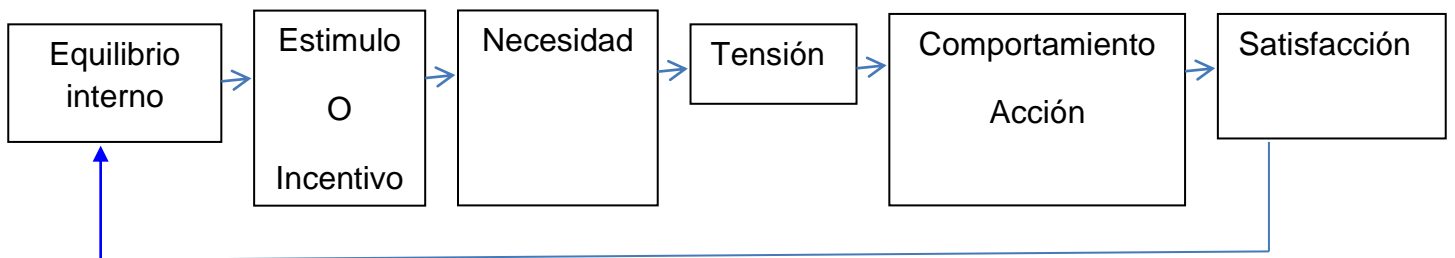 Equilibrio
interno
Estimulo
O
Incentivo
Necesidad
Tensión
Comportamiento
Acción
Satisfacción